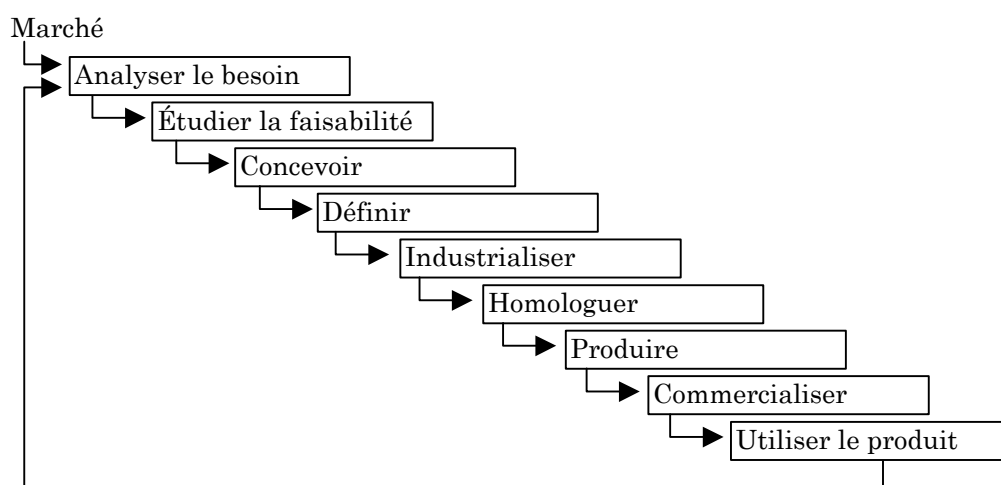 Marché
Analyser le besoin
Étudier la faisabilité
Concevoir
Définir
Industrialiser
Homologuer
Produire
Commercialiser
Utiliser le produit